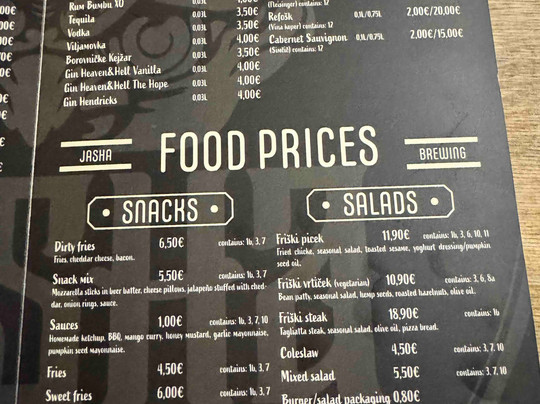 Rum Bumbu XO 0,03L
Tequila 0,03L 3,50€
Vodka 0,03L 3,50€
Viljamovka 0,03L 4,00€
Borovničke Kejžar 0,03L 3,50€
Gin Heaven&Hell Vanilla 0,03L 4,00€
Gin Heaven&Hell The Hope 0,03L 4,00€
Gin Hendricks 0,03L 4,00€
contains: 12
Refošk 0,1L/0,75L 2,00€/20,00€
(Vina koper) contains: 12
Cabernet Sauvignon 0,1L/0,75L 2,00€/15,00€
contains: 12
JASHA
FOOD PRICES
BREWING
SNACKS
Dirty fries 6,50€ contains: 1b, 3, 7
Fries, cheddar cheese, bacon.
Snack mix 5,50€ contains: 1b, 3, 7
Mozzarella sticks in beer batter, cheese pillows, jalapeño stuffed with ched-
dar, onion rings, sauce.
Sauces 1,00€ contains: 1b, 3, 7, 10
Homemade ketchup, BBQ, mango curry, honey mustard, garlic mayonnaise,
pumpkin seed mayonnaise.
Fries 4,50€ contains: 1b, 3, 7
Sweet fries 6,00€ contains: 1b, 3, 7
SALADS
Friški picek 11,90€ contains: 1b, 3, 6, 10, 11
Fried chicke, seasonal salad, toasted sesame, yoghurt dressing/pumpkin
seed oil.
Friški vrtiček (vegetarian) 10,90€ contains: 3, 6, 8a
Bean patty, seasonal salad, hemp seeds, roasted hazelnuts, olive oil.
Friški steak 18,90€ contains: 1b
Tagliatta steak, seasonal salad, olive oil, pizza bread.
Coleslaw 4,50€ contains: 3, 7, 10
Mixed salad 5,50€ contains: 3, 7, 10
Burger/salad packaging 0,80€